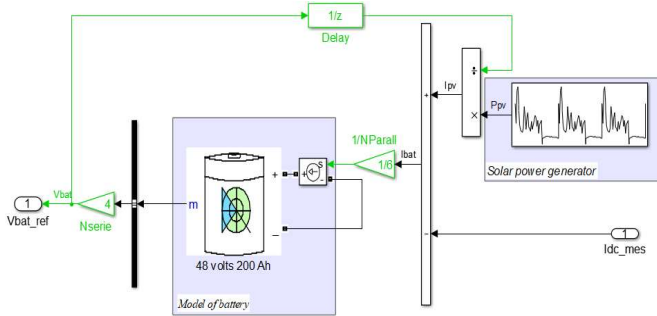 1/z
Delay
Ipv
÷
Ppv
×
+
Solar power generator
1/NParall
1/6
Ibat
s
+
-
Vbat
4
Nserie
1
Vbat_ref
m
+
–
48 volts 200 Ah
Model of battery
–
1
Idc_mes